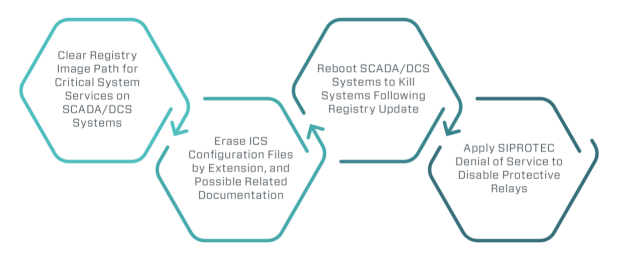 Clear Registry
Image Path for
Critical System
Services on
SCADA/DCS
Systems
Erase ICS
Configuration Files
by Extension, and
Possible Related
Documentation
Reboot SCADA/DCS
Systems to Kill
Systems Following
Registry Update
Apply SIPROTEC
Denial of Service to
Disable Protective
Relays